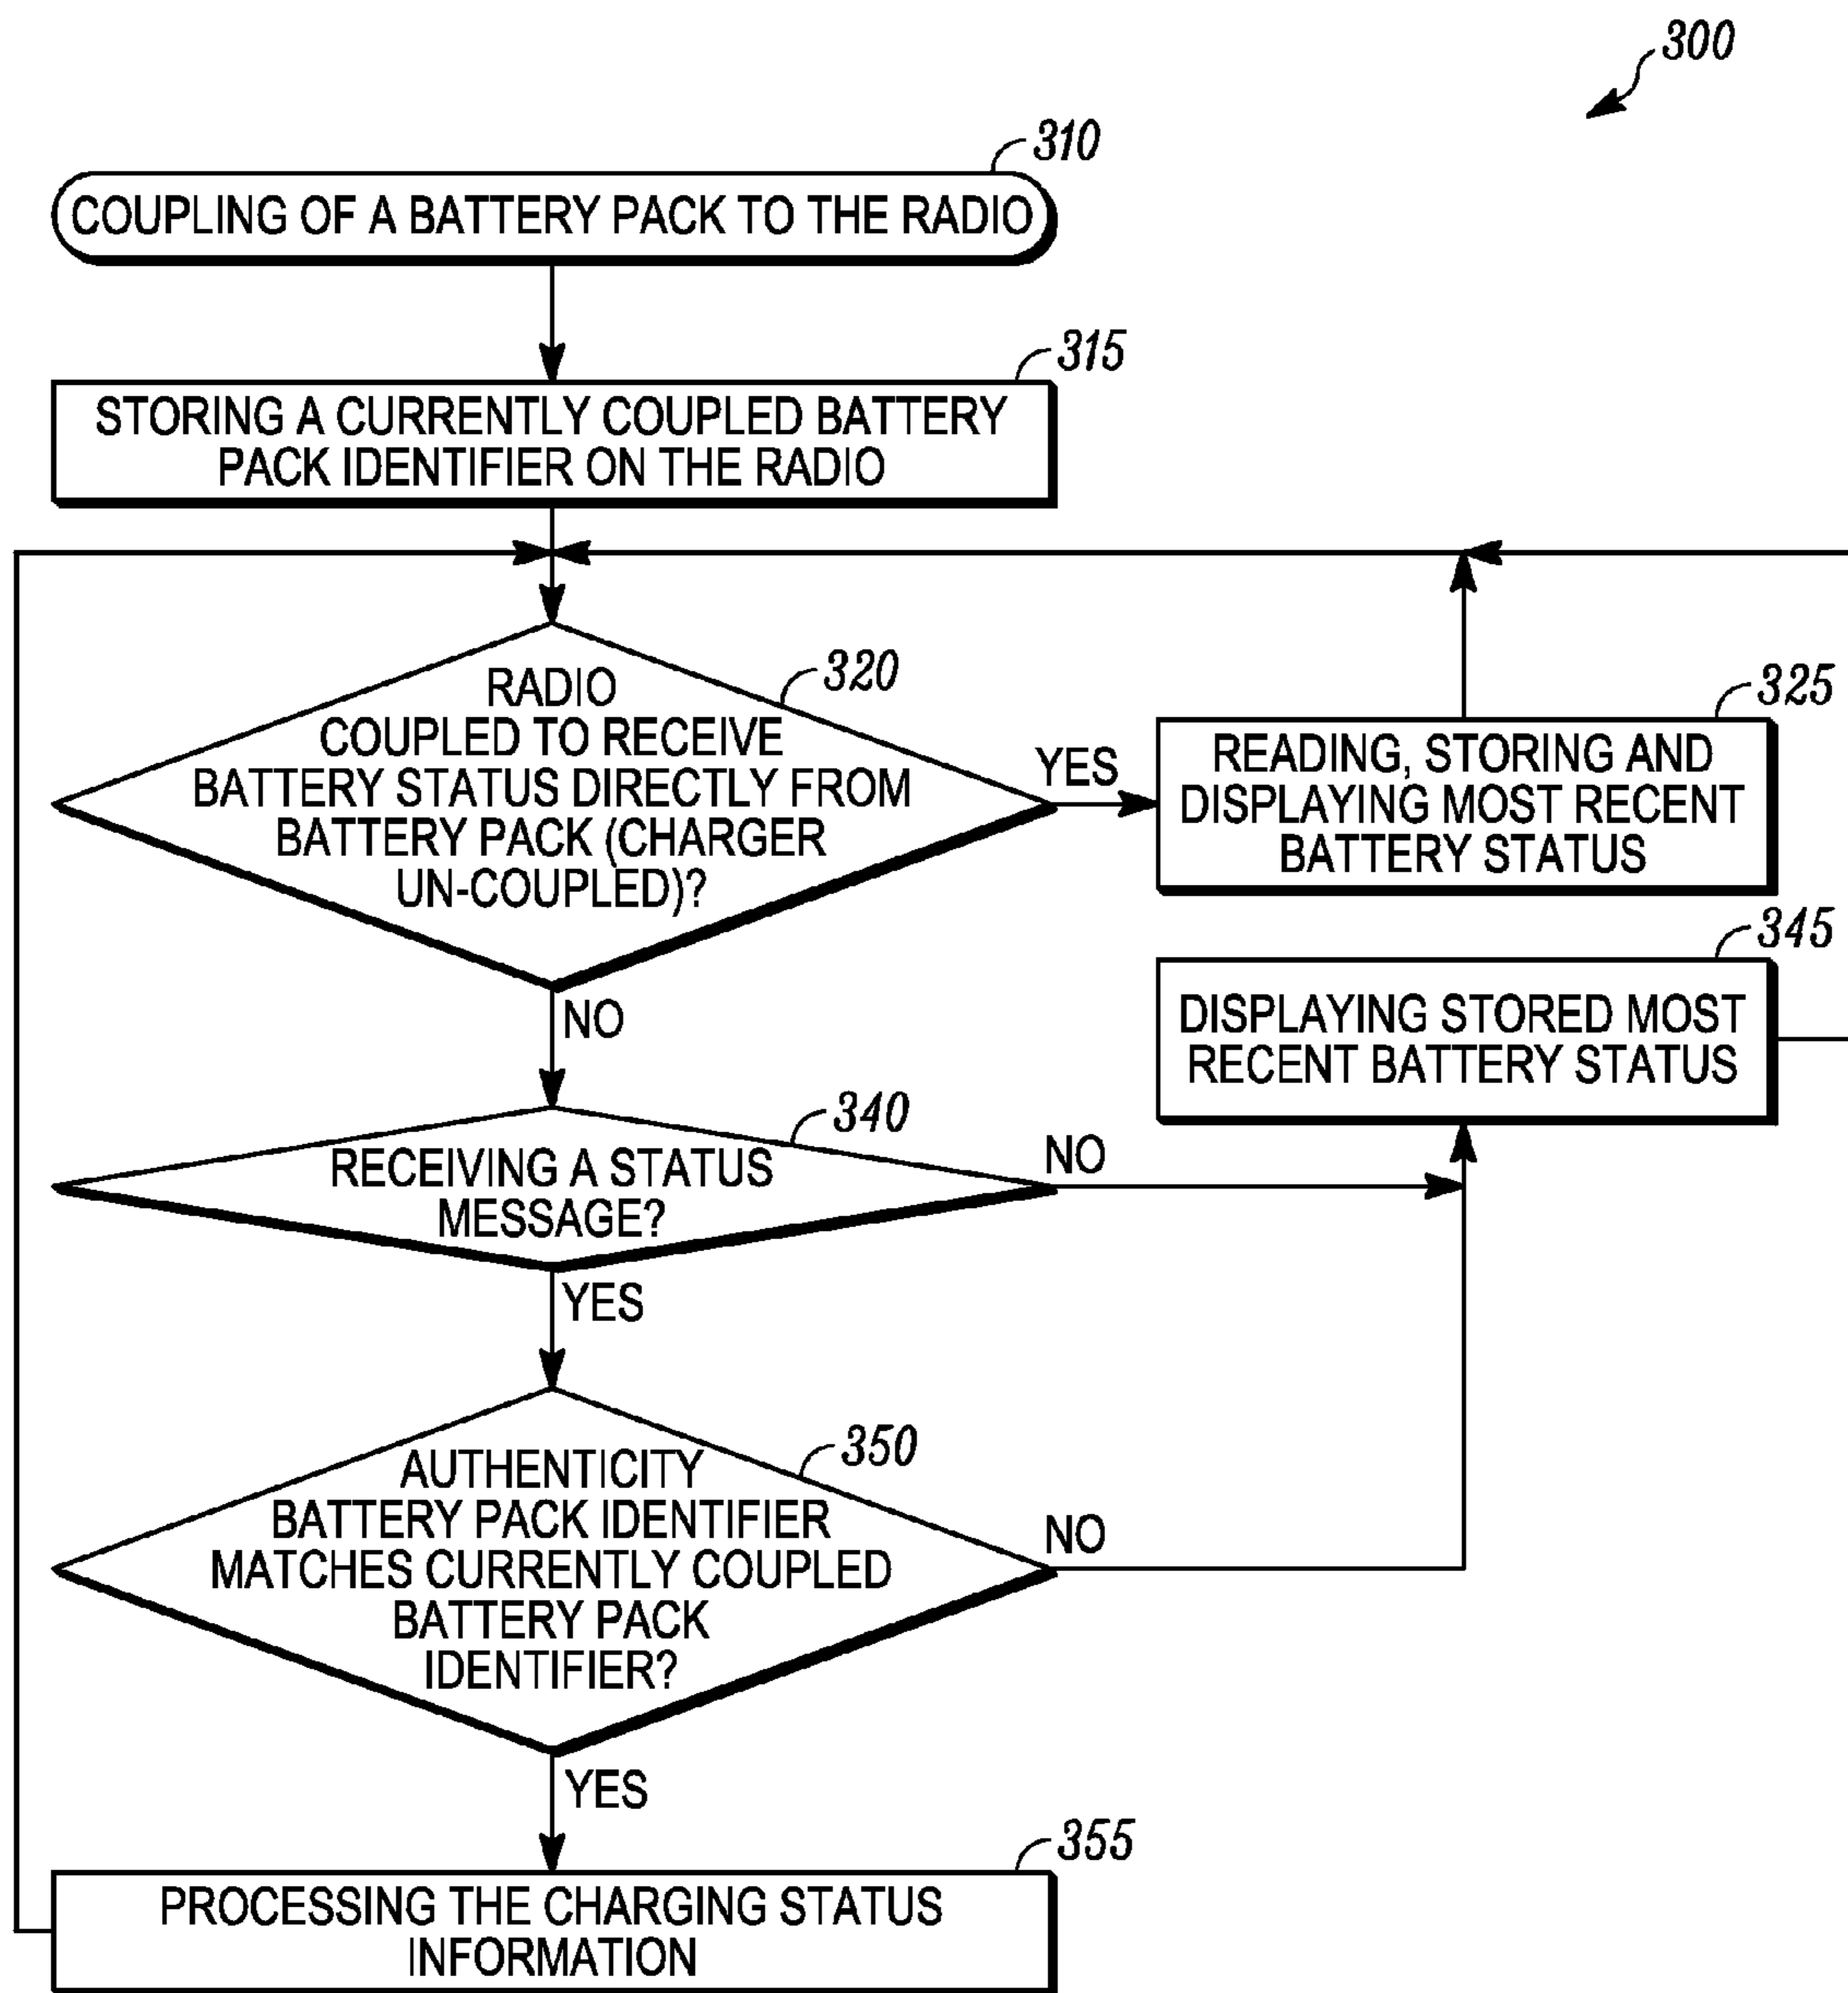 300
310
COUPLING OF A BATTERY PACK TO THE RADIO
315
STORING A CURRENTLY COUPLED BATTERY
PACK IDENTIFIER ON THE RADIO
320
RADIO
COUPLED TO RECEIVE
BATTERY STATUS DIRECTLY FROM
BATTERY PACK (CHARGER
UN-COUPLED)?
YES
325
READING, STORING AND
DISPLAYING MOST RECENT
BATTERY STATUS
NO
345
DISPLAYING STORED MOST
RECENT BATTERY STATUS
340
RECEIVING A STATUS
MESSAGE?
NO
YES
350
AUTHENTICITY
BATTERY PACK IDENTIFIER
MATCHES CURRENTLY COUPLED
BATTERY PACK
IDENTIFIER?
NO
YES
355
PROCESSING THE CHARGING STATUS
INFORMATION